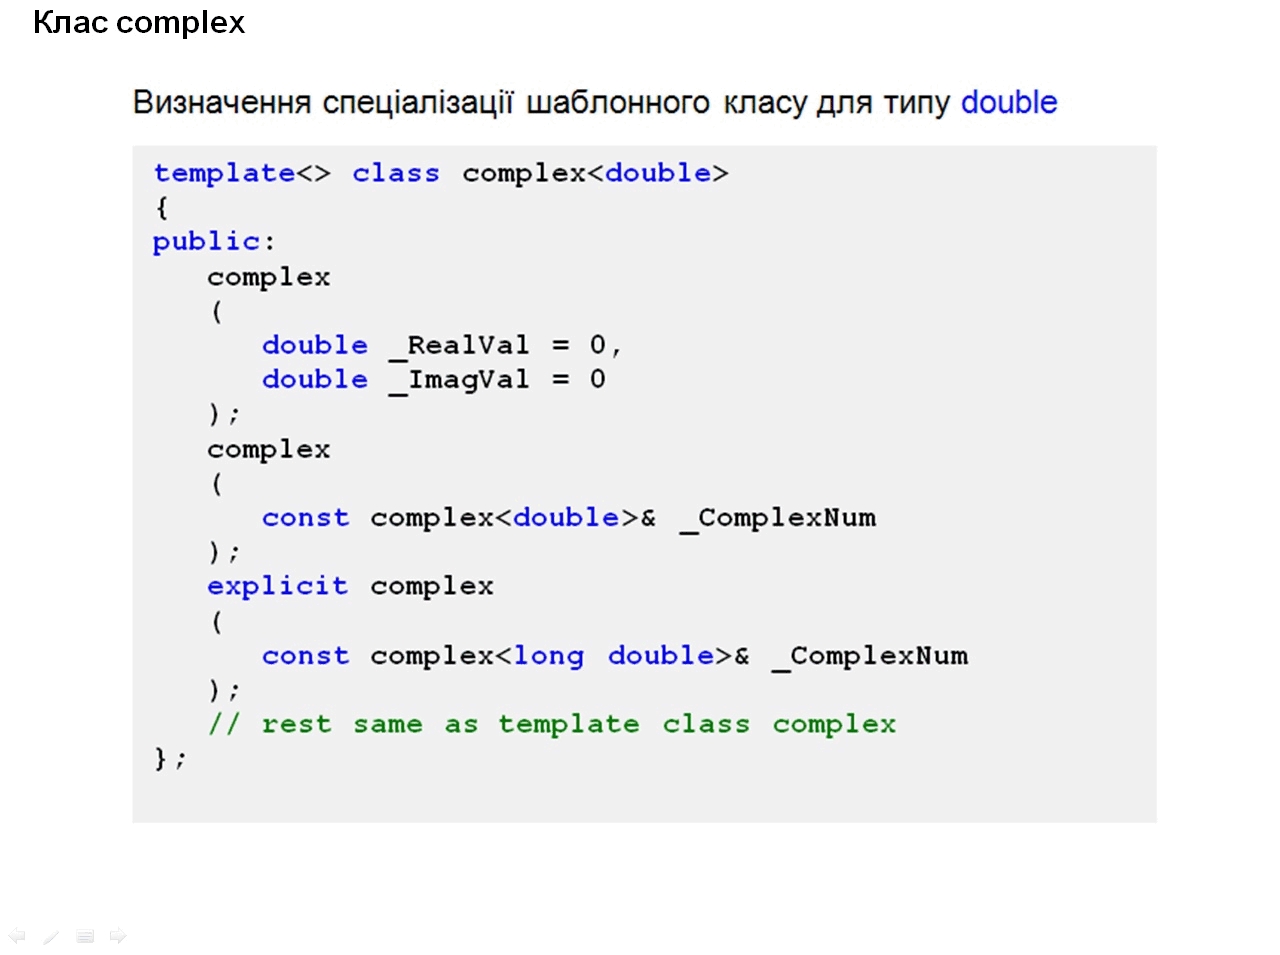 Клас complex
Визначення спеціалізації шаблонного класу для типу double
template<> class complex<double>
{
public:
complex
(
double _RealVal = 0,
double _ImagVal = 0
);
complex
(
const complex<double>& _ComplexNum
);
explicit complex
(
const complex<long double>& _ComplexNum
);
// rest same as template class complex
};